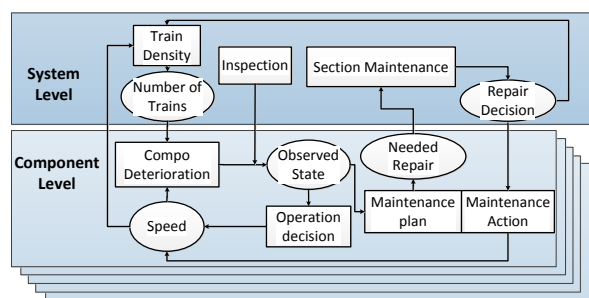 System
Level
Train
Density
Number of
Trains
Inspection
Section Maintenance
Repair
Decision
Component
Level
Compo
Deterioration
Observed
State
Needed
Repair
Speed
Operation
decision
Maintenance
plan
Maintenance
Action